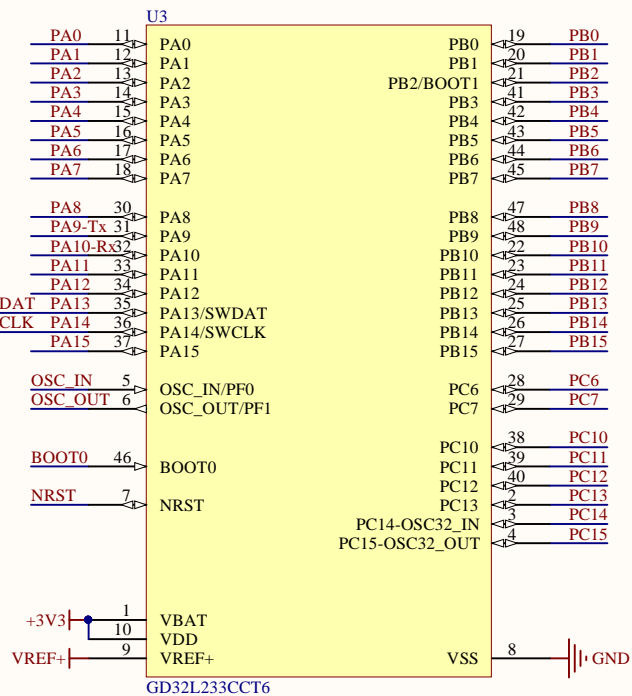 U3
PA0 11 PA0 PB0 19 PB0
PA1 12 PA1 PB1 20 PB1
PA2 13 PA2 PB2/BOOT1 21 PB2
PA3 14 PA3 PB3 41 PB3
PA4 15 PA4 PB4 42 PB4
PA5 16 PA5 PB5 43 PB5
PA6 17 PA6 PB6 44 PB6
PA7 18 PA7 PB7 45 PB7
PA8 30 PA8 PB8 47 PB8
PA9-Tx 31 PA9 PB9 48 PB9
PA10-Rx 32 PA10 PB10 22 PB10
PA11 33 PA11 PB11 23 PB11
PA12 34 PA12 PB12 24 PB12
DAT PA13 35 PA13/SWDAT PB13 25 PB13
CLK PA14 36 PA14/SWCLK PB14 26 PB14
PA15 37 PA15 PB15 27 PB15
OSC_IN 5 OSC_IN/PF0 PC6 28 PC6
OSC_OUT 6 OSC_OUT/PF1 PC7 29 PC7
PC10 38 PC10
BOOT0 46 BOOT0 PC11 39 PC11
PC12 40 PC12
NRST 7 NRST PC13 2 PC13
PC14-OSC32_IN 3 PC14
PC15-OSC32_OUT 4 PC15
+3V3 1 VBAT
10 VDD
VREF+ 9 VREF+ VSS 8 GND
GD32L233CCT6